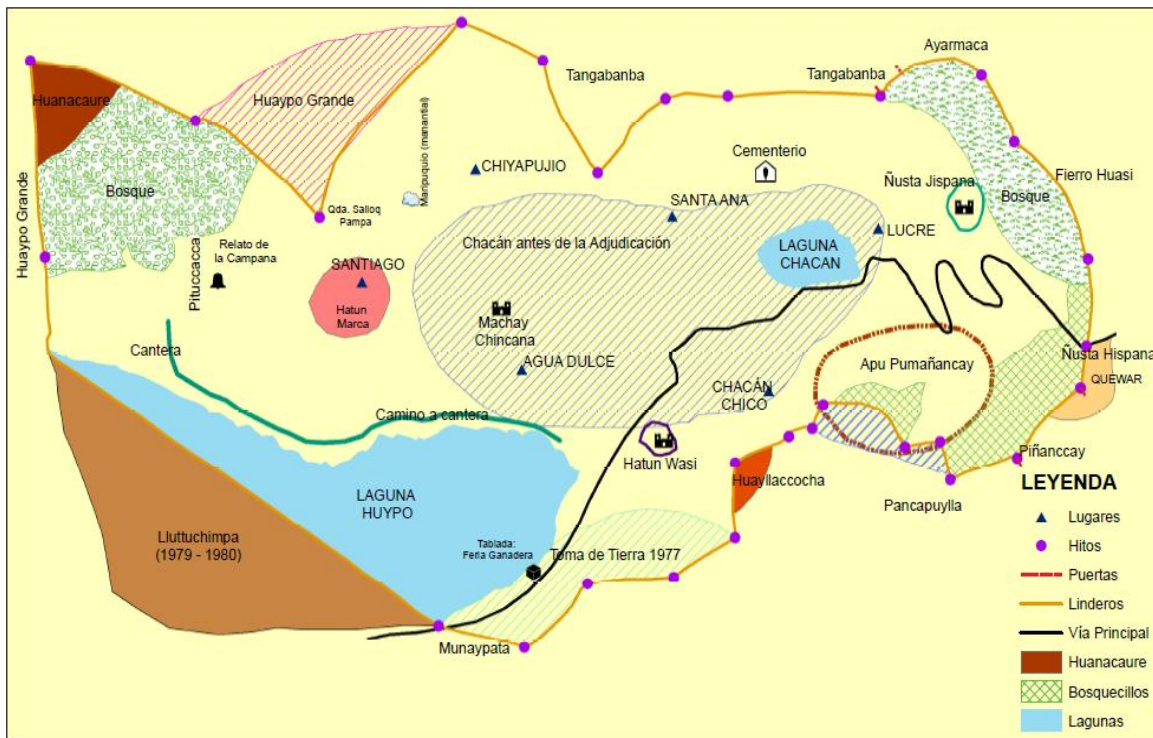 Ayarmaca
Tangabanba
Tangabanba
Huanacaure
Huaypo Grande
Maripuquio (manantial)
Cementerio
CHIYAPUJIO
Ñusta Jispana
Fierro Huasi
Bosque
Bosque
SANTA ANA
Qda. Salloq
Pampa
Huaypo Grande
Pituccacca
Relato de
la Campana
Chacán antes de la Adjudicación
LUCRE
LAGUNA
CHACAN
SANTIAGO
Hatun
Marca
Machay
Chincana
Cantera
AGUA DULCE
Apu Pumañancay
Ñusta Hispana
QUEWAR
CHACÁN
CHICO
Camino a cantera
Hatun Wasi
Piñanccay
Huayllaccocha
Pancapuylla
LAGUNA
HUYPO
Lluttuchimpa
(1979 - 1980)
Tablada:
Feria Ganadera
Toma de Tierra 1977
Munaypata
LEYENDA
Lugares
Hitos
Puertas
Linderos
Vía Principal
Huanacaure
Bosquecillos
Lagunas